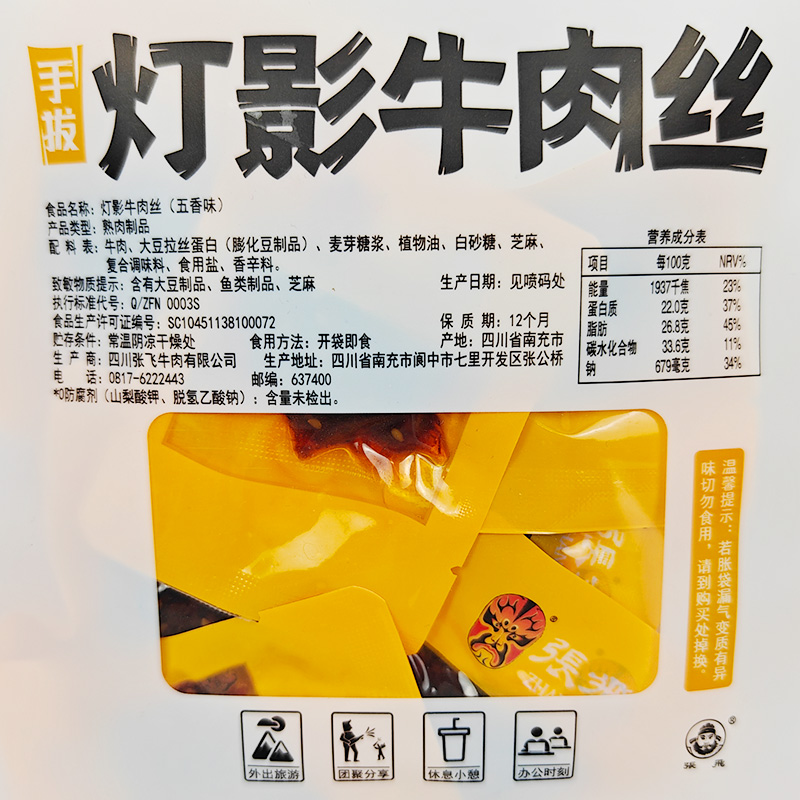 手拔
灯影牛肉丝
食品名称：灯影牛肉丝（五香味）
产品类型：熟肉制品
配 料 表：牛肉、大豆拉丝蛋白（膨化豆制品）、麦芽糖浆、植物油、白砂糖、芝麻、
复合调味料、食用盐、香辛料。
致敏物质提示：含有大豆制品、鱼类制品、芝麻 生产日期：见喷码处
执行标准代号：Q/ZFN 0003S
食品生产许可证编号：SC10451138100072 保 质 期：12个月
贮存条件：常温阴凉干燥处 食用方法：开袋即食 产地：四川省南充市
生 产 商：四川张飞牛肉有限公司 生产地址：四川省南充市阆中市七里开发区张公桥
电 话：0817-6222443 邮编：637400
*0防腐剂（山梨酸钾、脱氢乙酸钠）：含量未检出。
营养成分表
项目 每100克 NRV%
能量 1937千焦 23%
蛋白质 22.0克 37%
脂肪 26.8克 45%
碳水化合物 33.6克 11%
钠 679毫克 34%
温馨提示：若胀袋漏气变质有异
味切勿食用，请到购买处掉换。
張
ZHA
外出旅游
团聚分享
休息小憩
办公时刻
張 飛
®